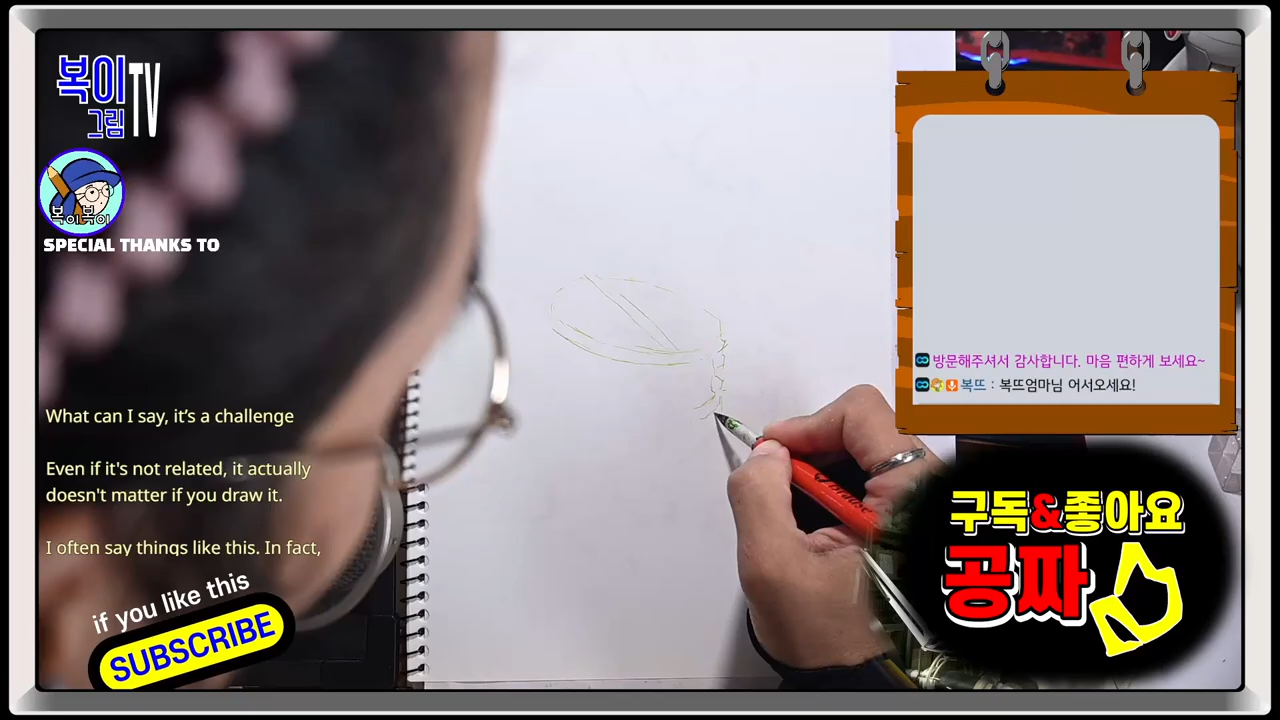 복이TV
그림
복이복이
SPECIAL THANKS TO
What can I say, it’s a challenge
Even if it's not related, it actually
doesn't matter if you draw it.
I often say things like this. In fact,
if you like this
SUBSCRIBE
방문해주셔서 감사합니다. 마음 편하게 보세요~
복뜨 : 복뜨엄마님 어서오세요!
구독&좋아요
공짜